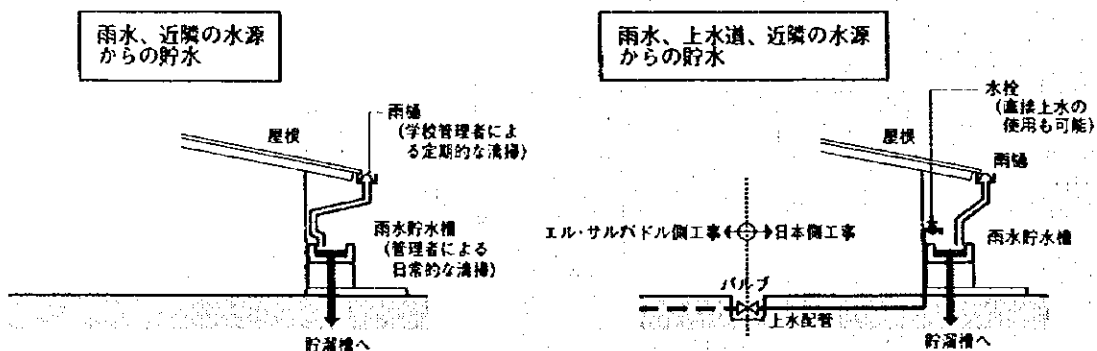 雨水、近隣の水源
からの貯水
雨樋
(学校管理者によ
る定期的な清掃)
屋根
雨水貯水槽
(管理者による
日常的な清掃)
貯溜槽へ
雨水、上水道、近隣の水源
からの貯水
水栓
(直接上水の
使用も可能)
屋根
雨樋
エル・サルバドル側工事
日本側工事
雨水貯水槽
バルブ
上水配管
貯溜槽へ